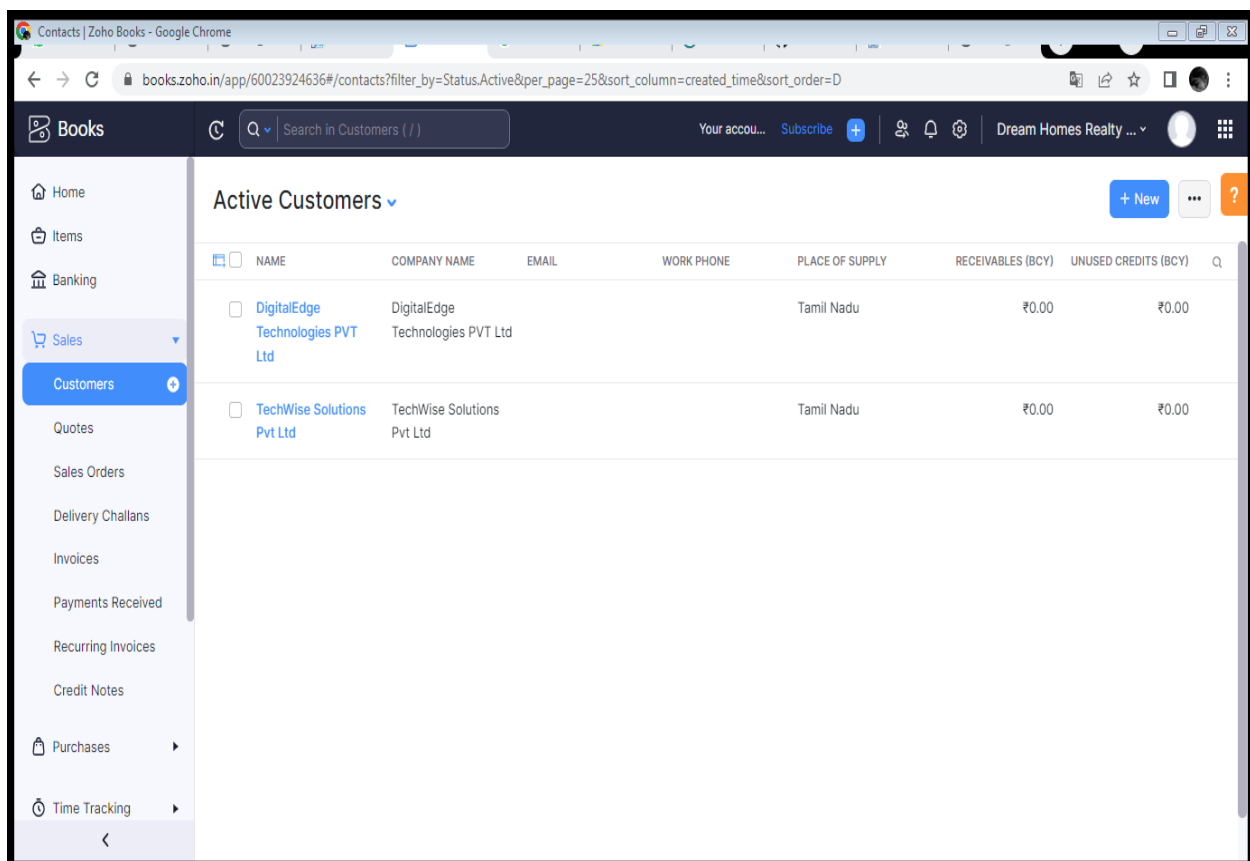 Contacts | Zoho Books - Google Chrome
books.zoho.in/app/60023924636#/contacts?filter_by=Status.Active&per_page=25&sort_column=created_time&sort_order=D
Books
Search in Customers ( / )
Your accou...
Subscribe
Dream Homes Realty ...
Home
Items
Banking
Sales
Customers
Quotes
Sales Orders
Delivery Challans
Invoices
Payments Received
Recurring Invoices
Credit Notes
Purchases
Time Tracking
Active Customers
+ New
?
NAME COMPANY NAME EMAIL WORK PHONE PLACE OF SUPPLY RECEIVABLES (BCY) UNUSED CREDITS (BCY)
DigitalEdge DigitalEdge Tamil Nadu ₹0.00 ₹0.00
Technologies PVT Technologies PVT Ltd
Ltd
TechWise Solutions TechWise Solutions Tamil Nadu ₹0.00 ₹0.00
Pvt Ltd Pvt Ltd